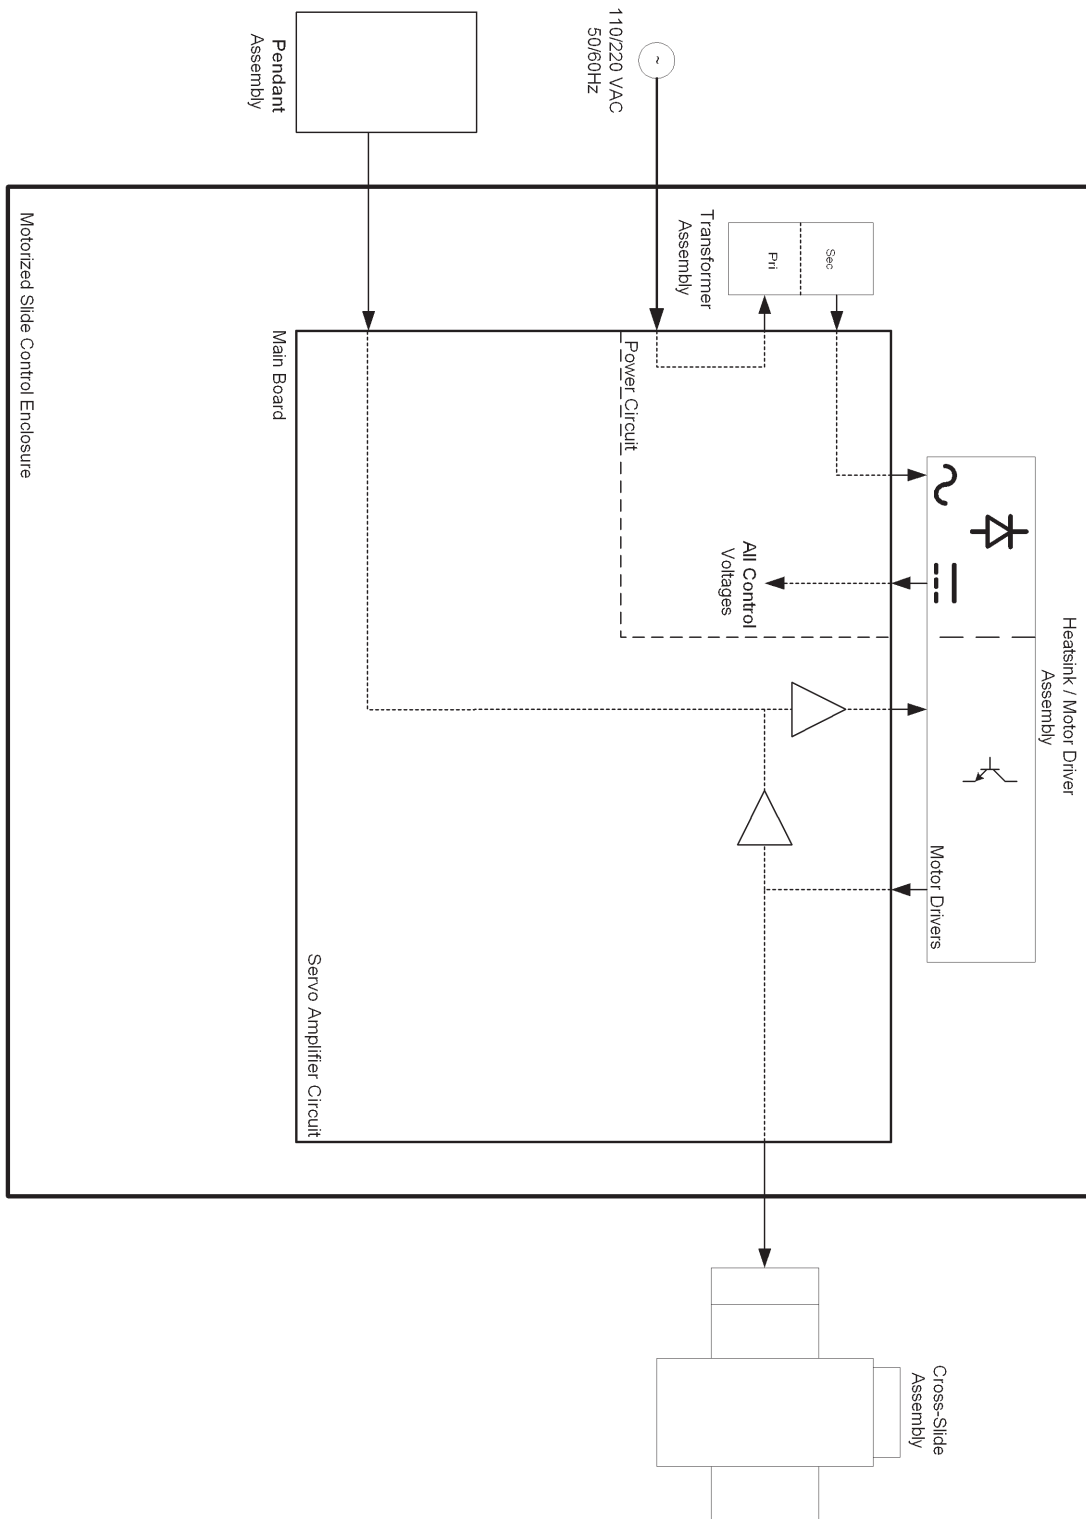 Heatsink / Motor Driver
Assembly
Motor Drivers
Cross-Slide
Assembly
Sec
Pri
Transformer
Assembly
All Control
Voltages
~
110/220 VAC
50/60Hz
Power Circuit
Pendant
Assembly
Main Board
Servo Amplifier Circuit
Motorized Slide Control Enclosure